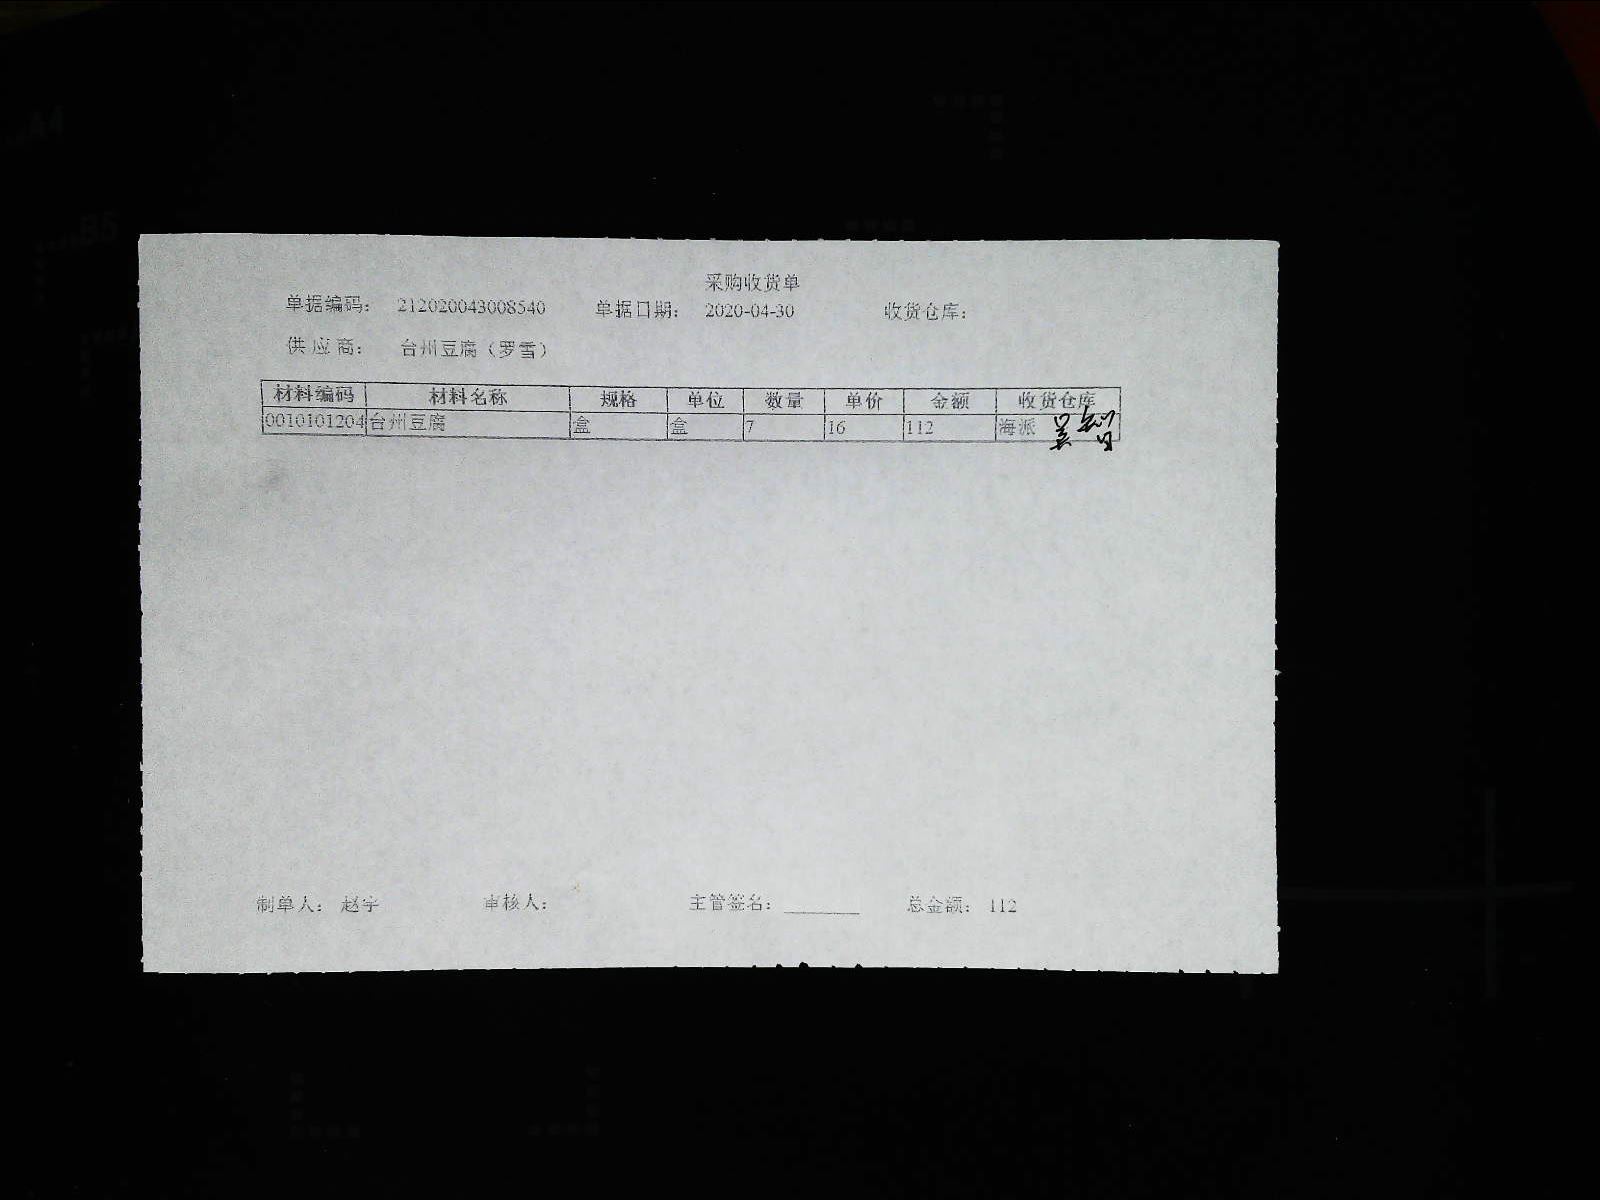 采购收货单
单据编码: 212020043008540 单据日期: 2020-04-30 收货仓库:
供应商: 台州豆腐（罗雪）
材料编码 材料名称 规格 单位 数量 单价 金额 收货仓库
0010101204 台州豆腐 盒 盒 7 16 112 海派
制单人: 赵宇 审核人: 主管签名: ________ 总金额: 112